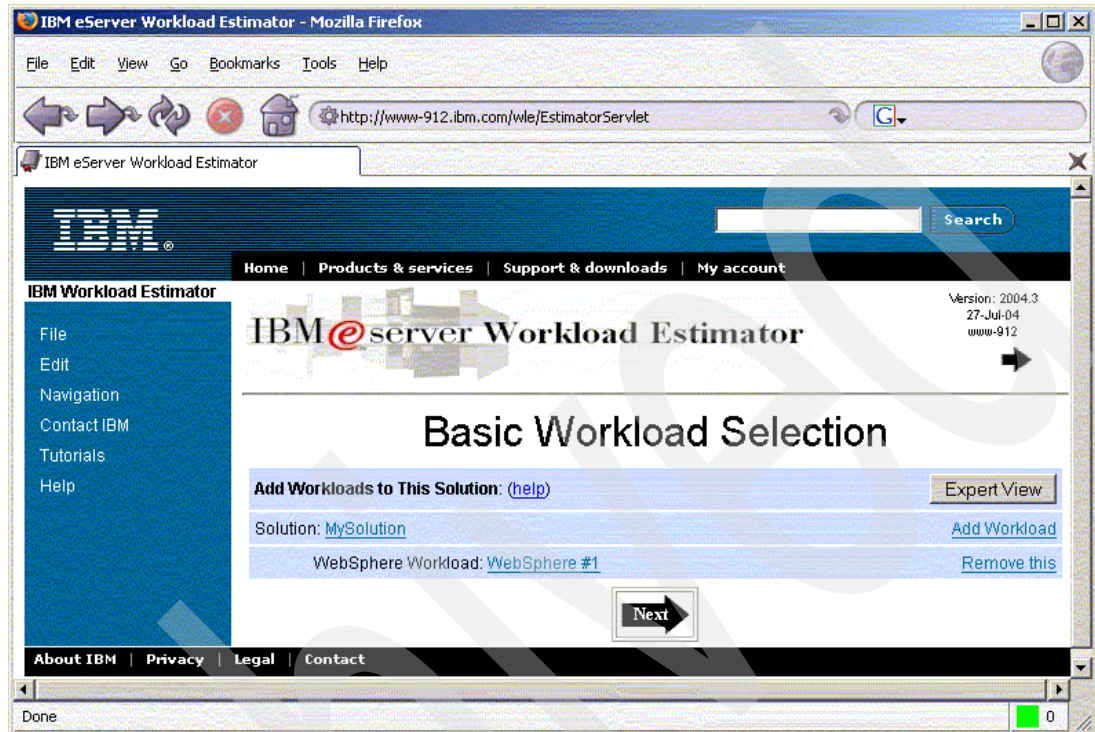 IBM eServer Workload Estimator - Mozilla Firefox
File Edit View Go Bookmarks Tools Help
http://www-912.ibm.com/wle/EstimatorServlet G
IBM eServer Workload Estimator
IBM®
Search
Home | Products & services | Support & downloads | My account
IBM Workload Estimator
Version: 2004.3
27-Jul-04
www-912
IBM eserver Workload Estimator
File
Edit
Navigation
Contact IBM
Tutorials
Help
Basic Workload Selection
Add Workloads to This Solution: (help) Expert View
Solution: MySolution Add Workload
WebSphere Workload: WebSphere #1 Remove this
Next
About IBM | Privacy | Legal | Contact
Done 0